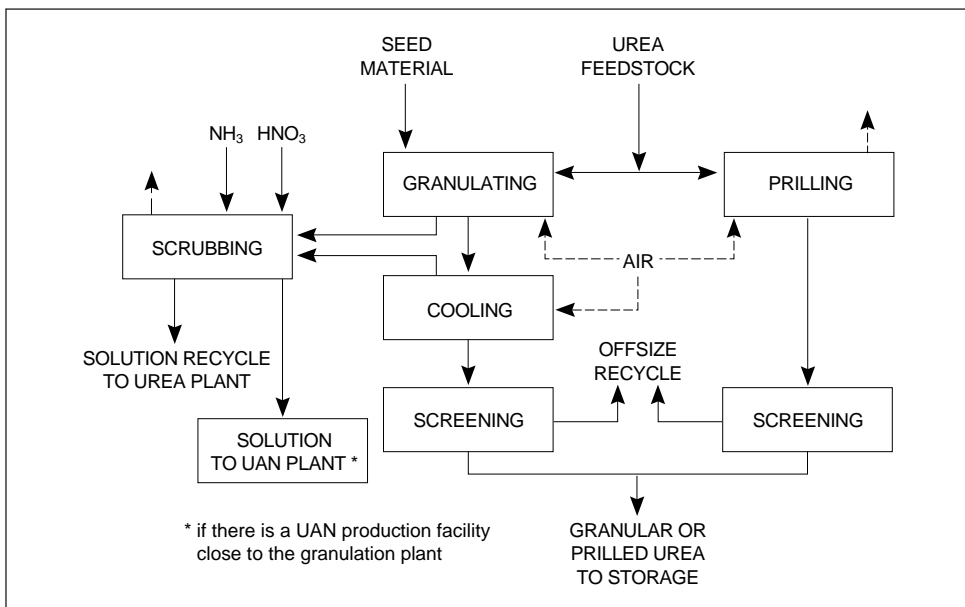 SEED
MATERIAL
UREA
FEEDSTOCK
NH₃ HNO₃
GRANULATING
PRILLING
SCRUBBING
AIR
COOLING
SOLUTION RECYCLE
TO UREA PLANT
OFFSIZE
RECYCLE
SCREENING
SCREENING
SOLUTION
TO UAN PLANT *
* if there is a UAN production facility
close to the granulation plant
GRANULAR OR
PRILLED UREA
TO STORAGE